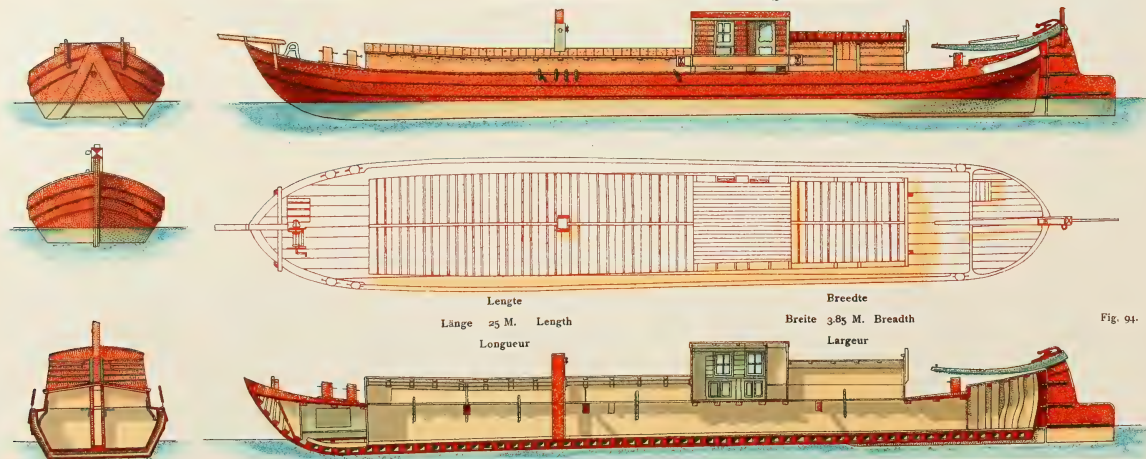 Lengte
Länge 25 M. Length
Longueur
Breedte
Breite 3.85 M. Breadth
Largeur
Fig. 94.